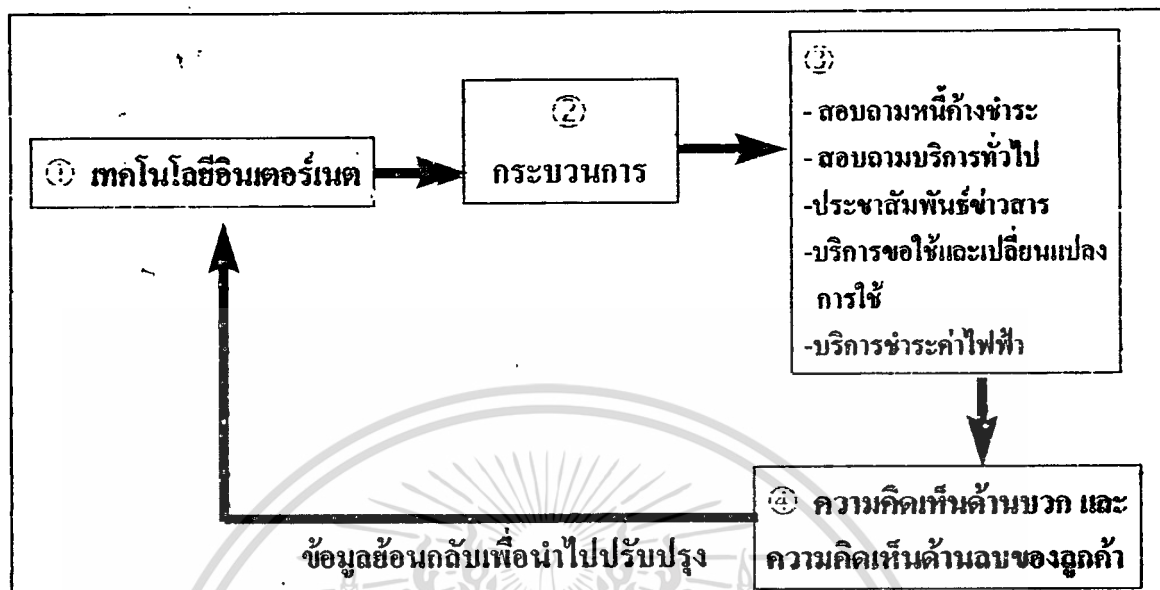 ① เทคโนโลยีอินเตอร์เนต
②
กระบวนการ
③
- สอบถามหนี้ค้างชำระ
- สอบถามบริการทั่วไป
-ประชาสัมพันธ์ข่าวสาร
-บริการขอใช้และเปลี่ยนแปลง
การใช้
-บริการชำระค่าไฟฟ้า
④ ความคิดเห็นด้านบวก และ
ความคิดเห็นด้านลบของลูกค้า
ข้อมูลย้อนกลับเพื่อนำไปปรับปรุง